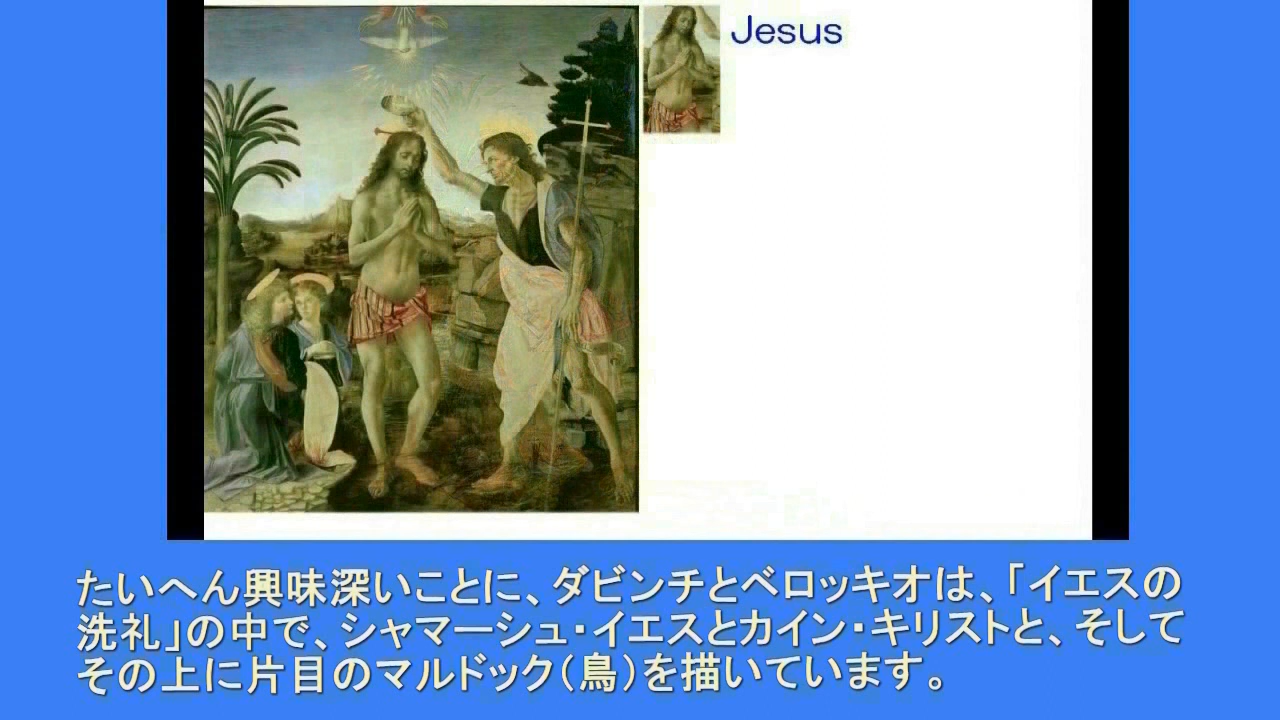 Jesus
たいへん興味深いことに、ダビンチとベロッキオは、「イエスの
洗礼」の中で、シャマーシュ・イエスとカイン・キリストと、そして
その上に片目のマルドック（鳥）を描いています。